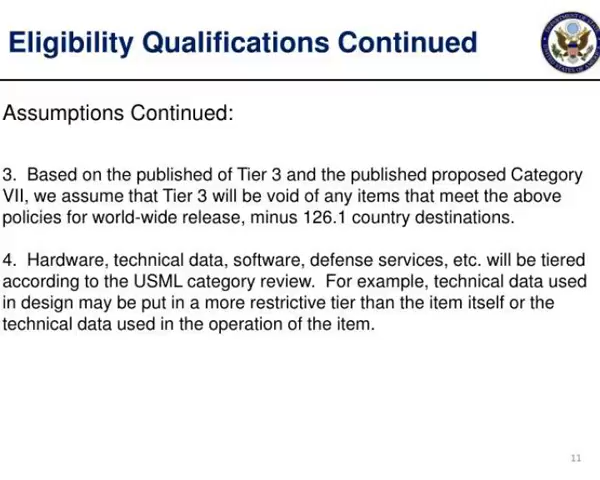 Eligibility Qualifications Continued
Assumptions Continued:
3. Based on the published of Tier 3 and the published proposed Category
VII, we assume that Tier 3 will be void of any items that meet the above
policies for world-wide release, minus 126.1 country destinations.
4. Hardware, technical data, software, defense services, etc. will be tiered
according to the USML category review. For example, technical data used
in design may be put in a more restrictive tier than the item itself or the
technical data used in the operation of the item.
11